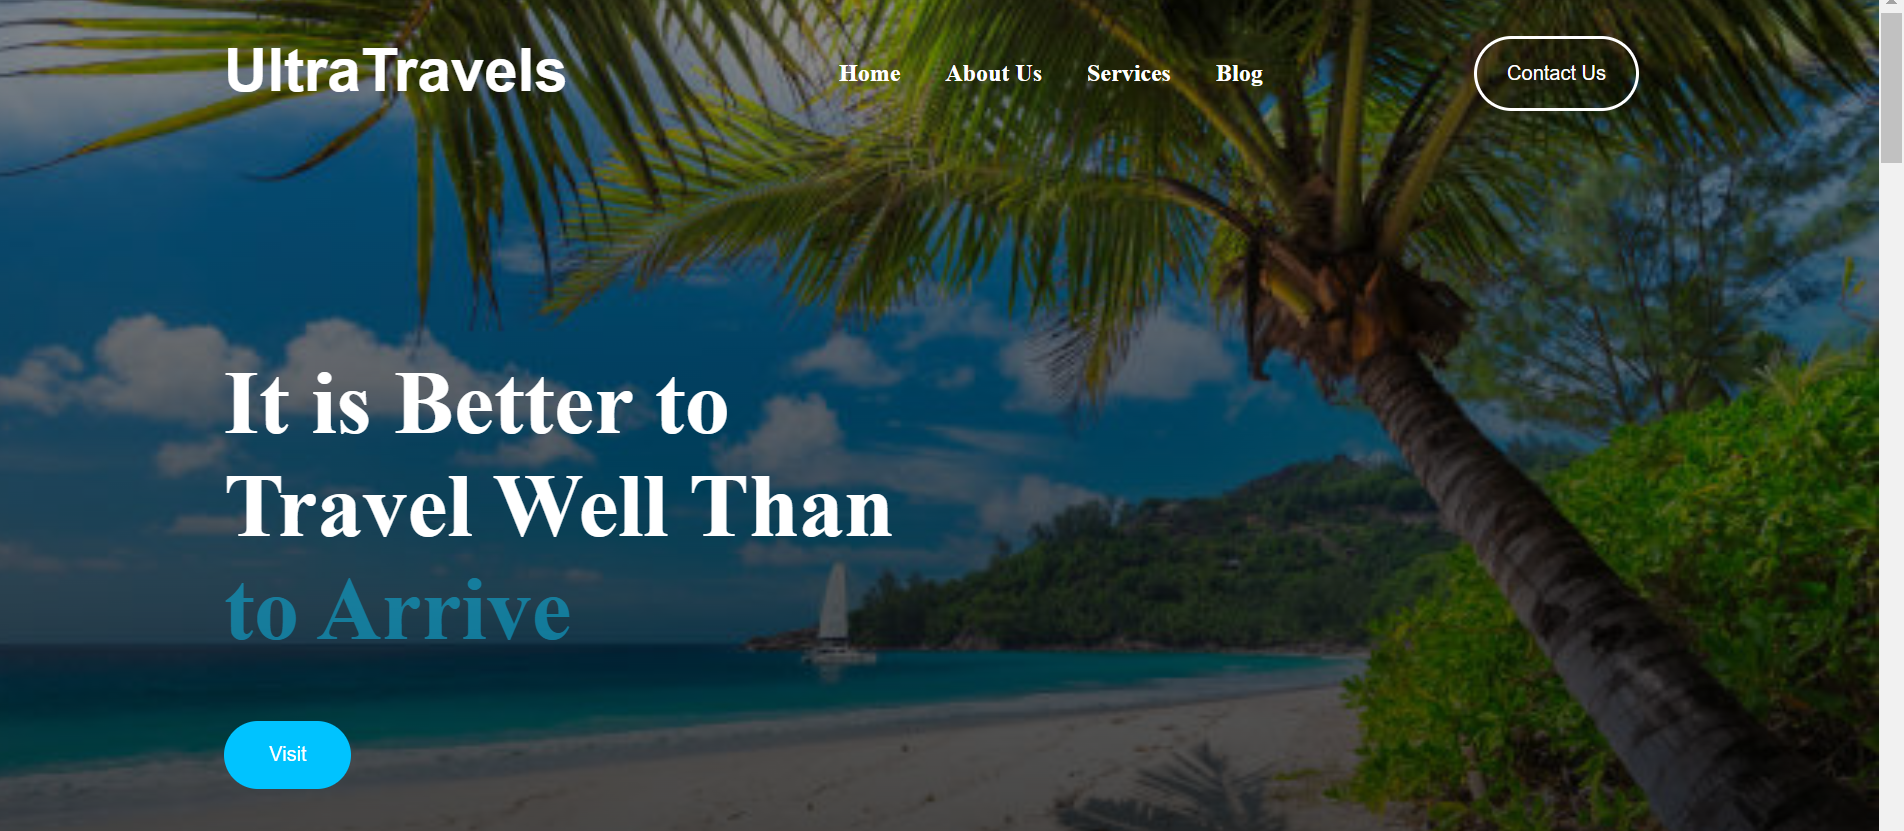 UltraTravels
Home About Us Services Blog
Contact Us
It is Better to
Travel Well Than
to Arrive
Visit